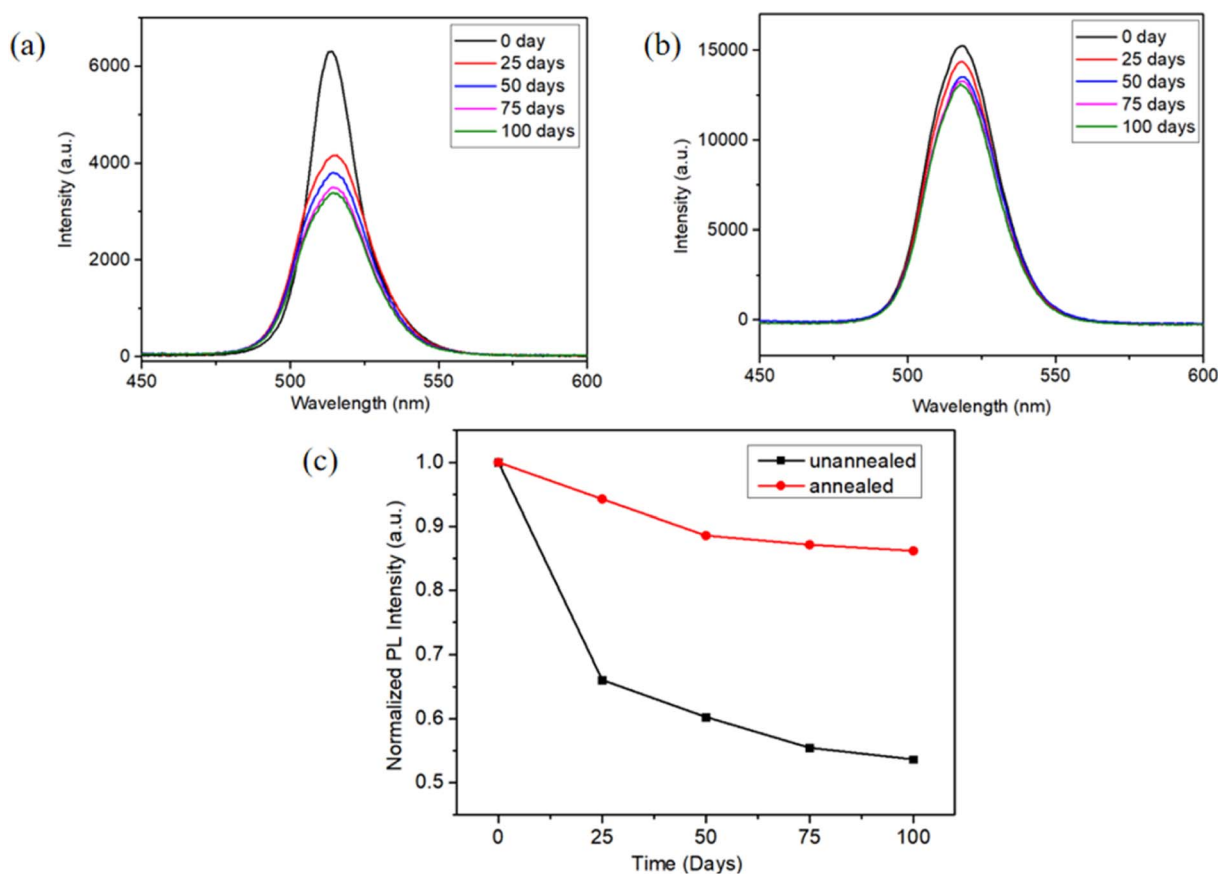 (a)
0 day
25 days
50 days
75 days
100 days
6000
4000
2000
0
Intensity (a.u.)
450
500
550
600
Wavelength (nm)
(b)
0 day
25 days
50 days
75 days
100 days
15000
10000
5000
0
Intensity (a.u.)
450
500
550
600
Wavelength (nm)
(c)
unannealed
annealed
1.0
0.9
0.8
0.7
0.6
0.5
Normalized PL Intensity (a.u.)
0
25
50
75
100
Time (Days)